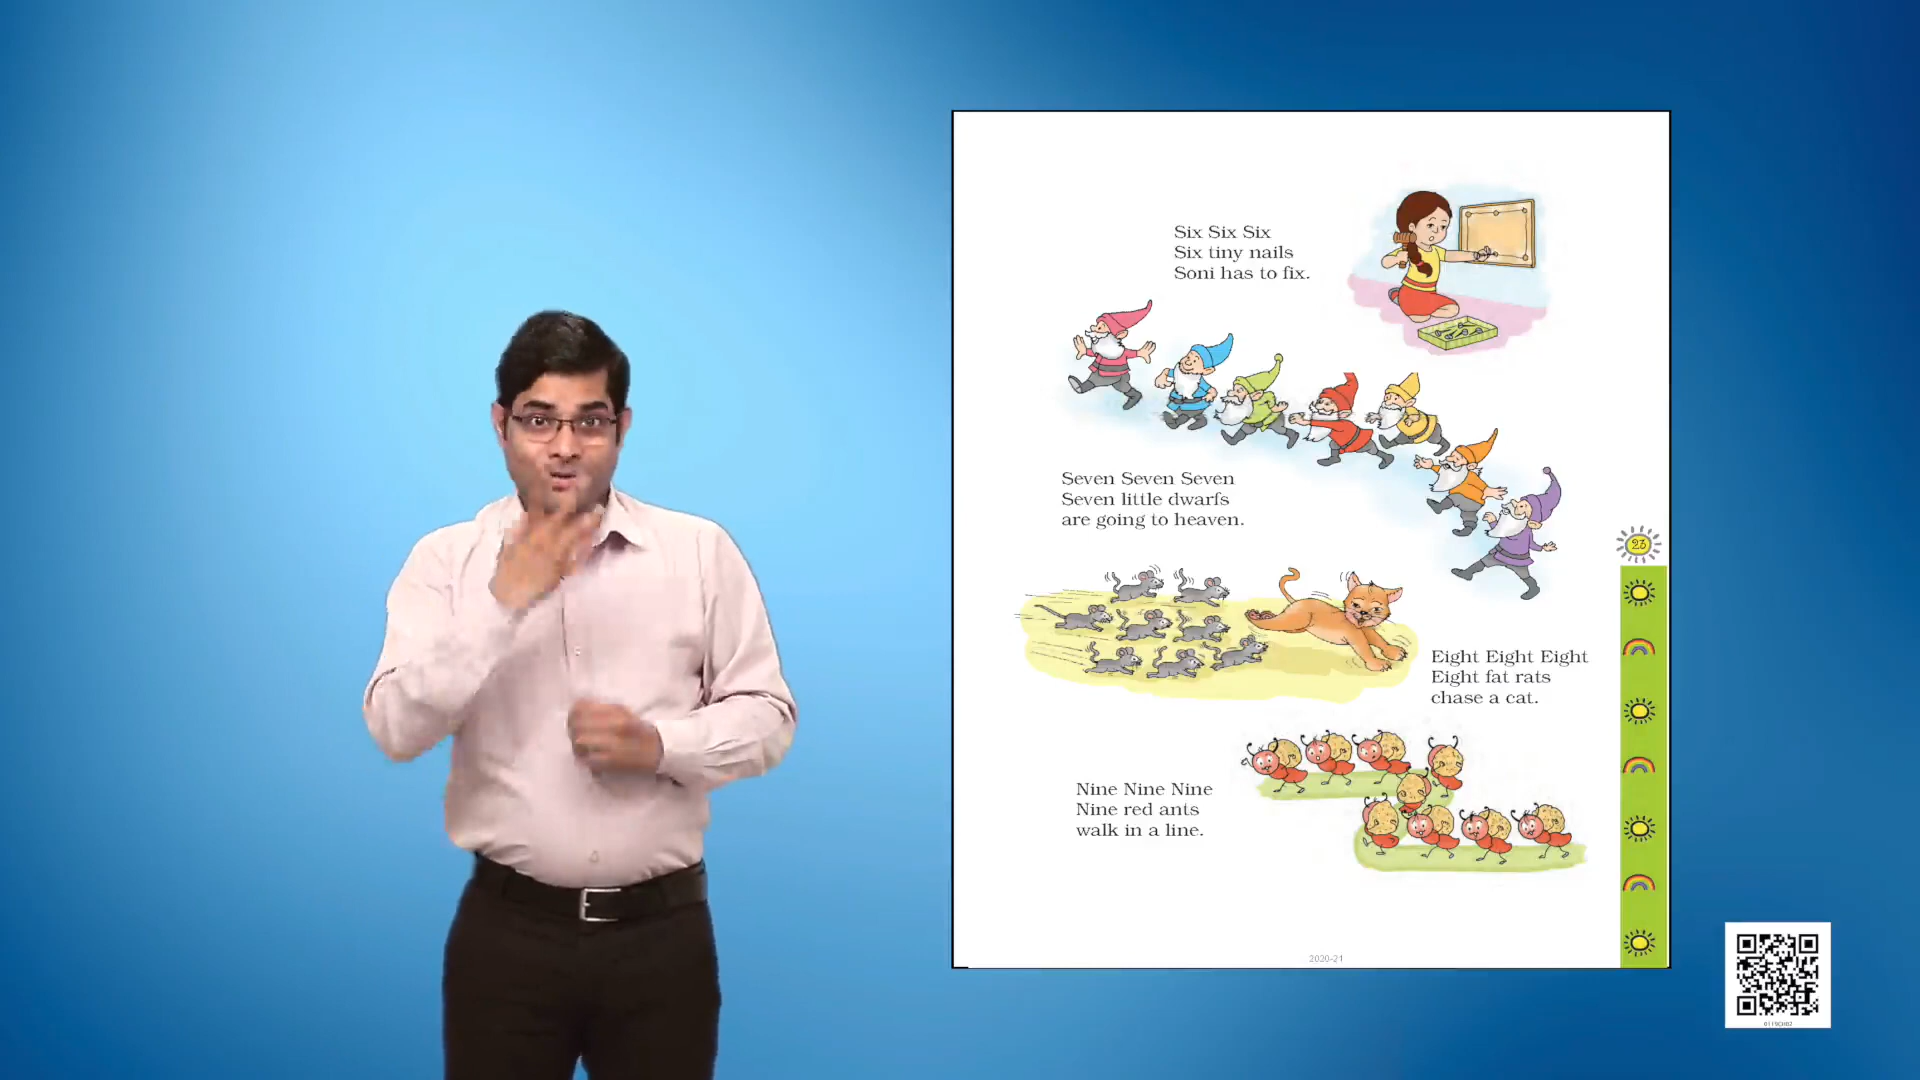 Six Six Six
Six tiny nails
Soni has to fix.
Seven Seven Seven
Seven little dwarfs
are going to heaven.
23
Eight Eight Eight
Eight fat rats
chase a cat.
Nine Nine Nine
Nine red ants
walk in a line.
2020-21
0119CH02